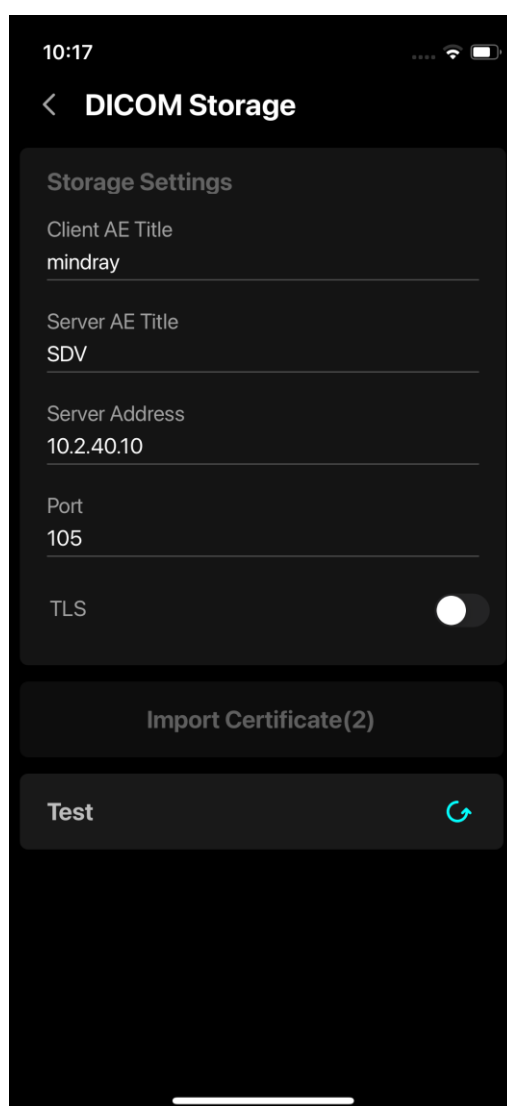 10:17
DICOM Storage
Storage Settings
Client AE Title
mindray
Server AE Title
SDV
Server Address
10.2.40.10
Port
105
TLS
Import Certificate(2)
Test